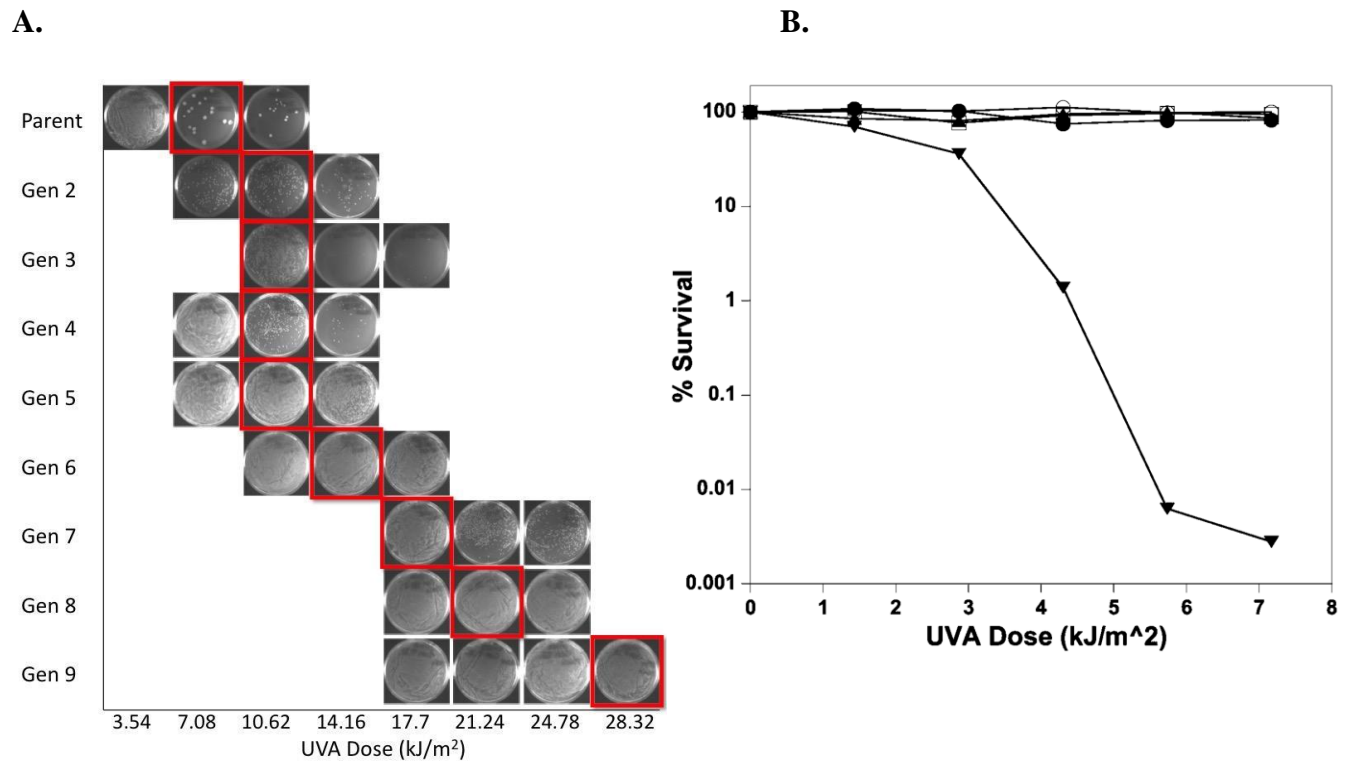 A.
B.
Parent
Gen 2
Gen 3
Gen 4
Gen 5
Gen 6
Gen 7
Gen 8
Gen 9
3.54 7.08 10.62 14.16 17.7 21.24 24.78 28.32
UVA Dose (kJ/m²)
% Survival
100
10
1
0.1
0.01
0.001
0 1 2 3 4 5 6 7 8
UVA Dose (kJ/m^2)